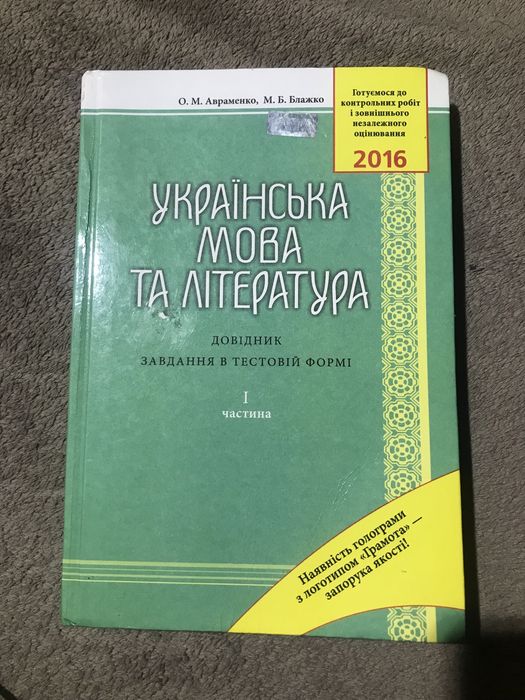 О. М. Авраменко, М. Б. Блажко
Готуємося до
контрольних робіт
і зовнішнього
незалежного
оцінювання
2016
УКРАЇНСЬКА
МОВА
ТА ЛІТЕРАТУРА
ДОВІДНИК
ЗАВДАННЯ В ТЕСТОВІЙ ФОРМІ
І
частина
Наявність голограми
з логотипом «Грамота» —
запорука якості!